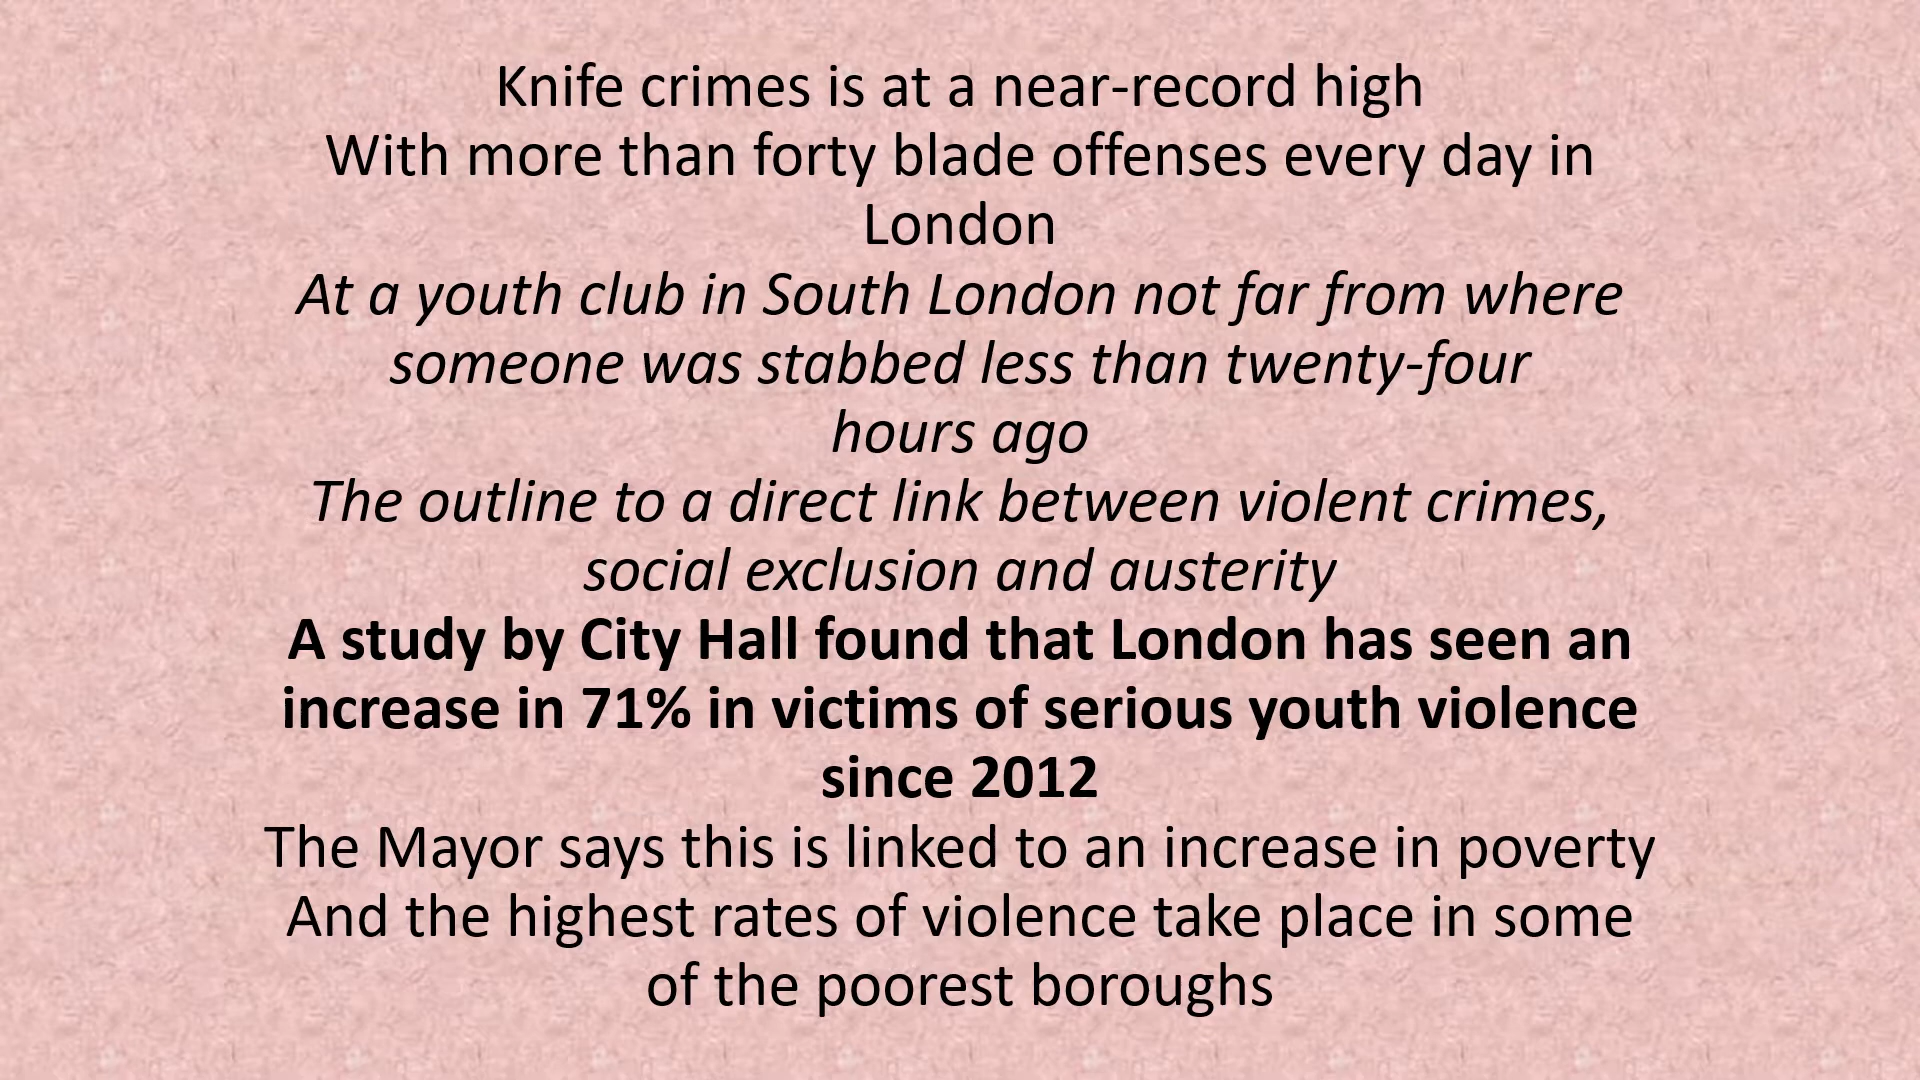 Knife crimes is at a near-record high
With more than forty blade offenses every day in
London
At a youth club in South London not far from where
someone was stabbed less than twenty-four
hours ago
The outline to a direct link between violent crimes,
social exclusion and austerity
A study by City Hall found that London has seen an
increase in 71% in victims of serious youth violence
since 2012
The Mayor says this is linked to an increase in poverty
And the highest rates of violence take place in some
of the poorest boroughs